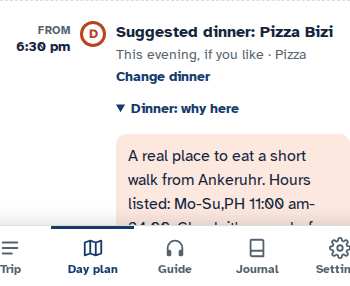 FROM
6:30 pm
D
Suggested dinner: Pizza Bizi
This evening, if you like · Pizza
Change dinner
▼ Dinner: why here
A real place to eat a short
walk from Ankeruhr. Hours
listed: Mo-Su,PH 11:00 am-
Trip
Day plan
Guide
Journal